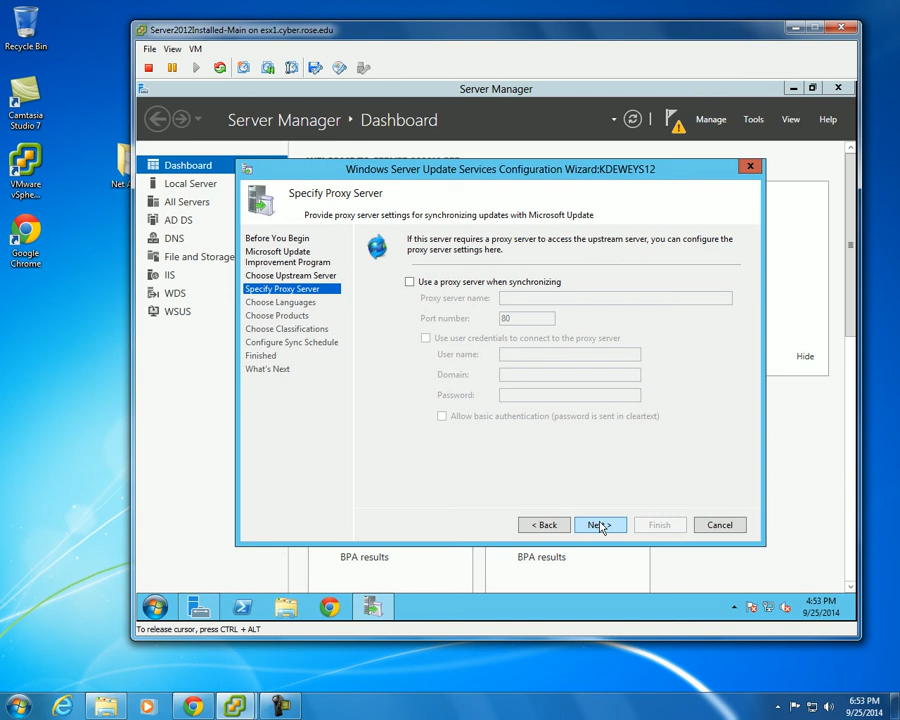 Recycle Bin
Camtasia
Studio 7
VMware
vSphe...
Google
Chrome
Net A
Server2012Installed-Main on esx1.cyber.rose.edu
File View VM
Server Manager
Server Manager ‣ Dashboard
Manage Tools View Help
Dashboard
Local Server
All Servers
AD DS
DNS
File and Storage
IIS
WDS
WSUS
Windows Server Update Services Configuration Wizard:KDEWEYS12
Specify Proxy Server
Provide proxy server settings for synchronizing updates with Microsoft Update
Before You Begin
Microsoft Update
Improvement Program
Choose Upstream Server
Specify Proxy Server
Choose Languages
Choose Products
Choose Classifications
Configure Sync Schedule
Finished
What's Next
If this server requires a proxy server to access the upstream server, you can configure the
proxy server settings here.
Use a proxy server when synchronizing
Proxy server name:
Port number: 80
Use user credentials to connect to the proxy server
User name:
Domain:
Password:
Allow basic authentication (password is sent in cleartext)
< Back Next > Finish Cancel
Hide
BPA results BPA results
4:53 PM
9/25/2014
To release cursor, press CTRL + ALT
6:53 PM
9/25/2014